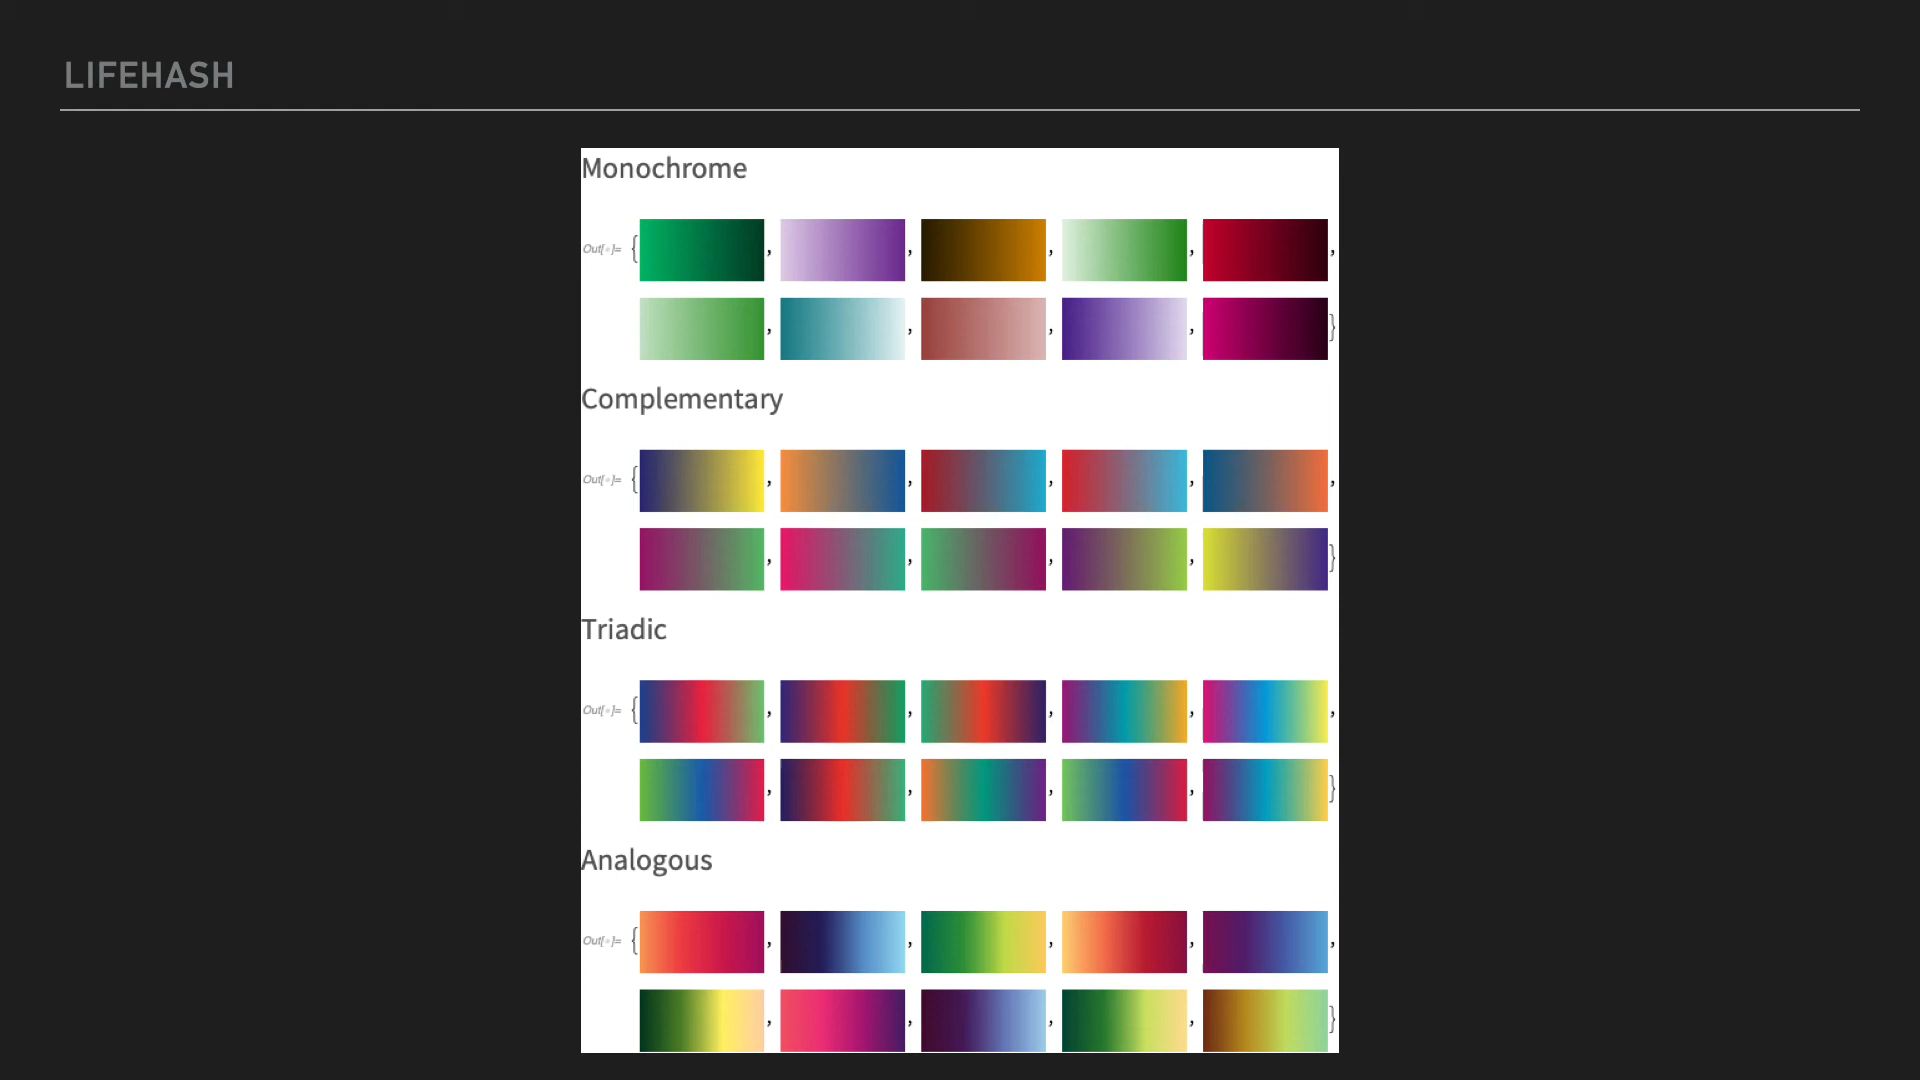 LIFEHASH
Monochrome
Out[•]= { , , , , ,
, , , , }
Complementary
Out[•]= { , , , , ,
, , , , }
Triadic
Out[•]= { , , , , ,
, , , , }
Analogous
Out[•]= { , , , , ,
, , , , }